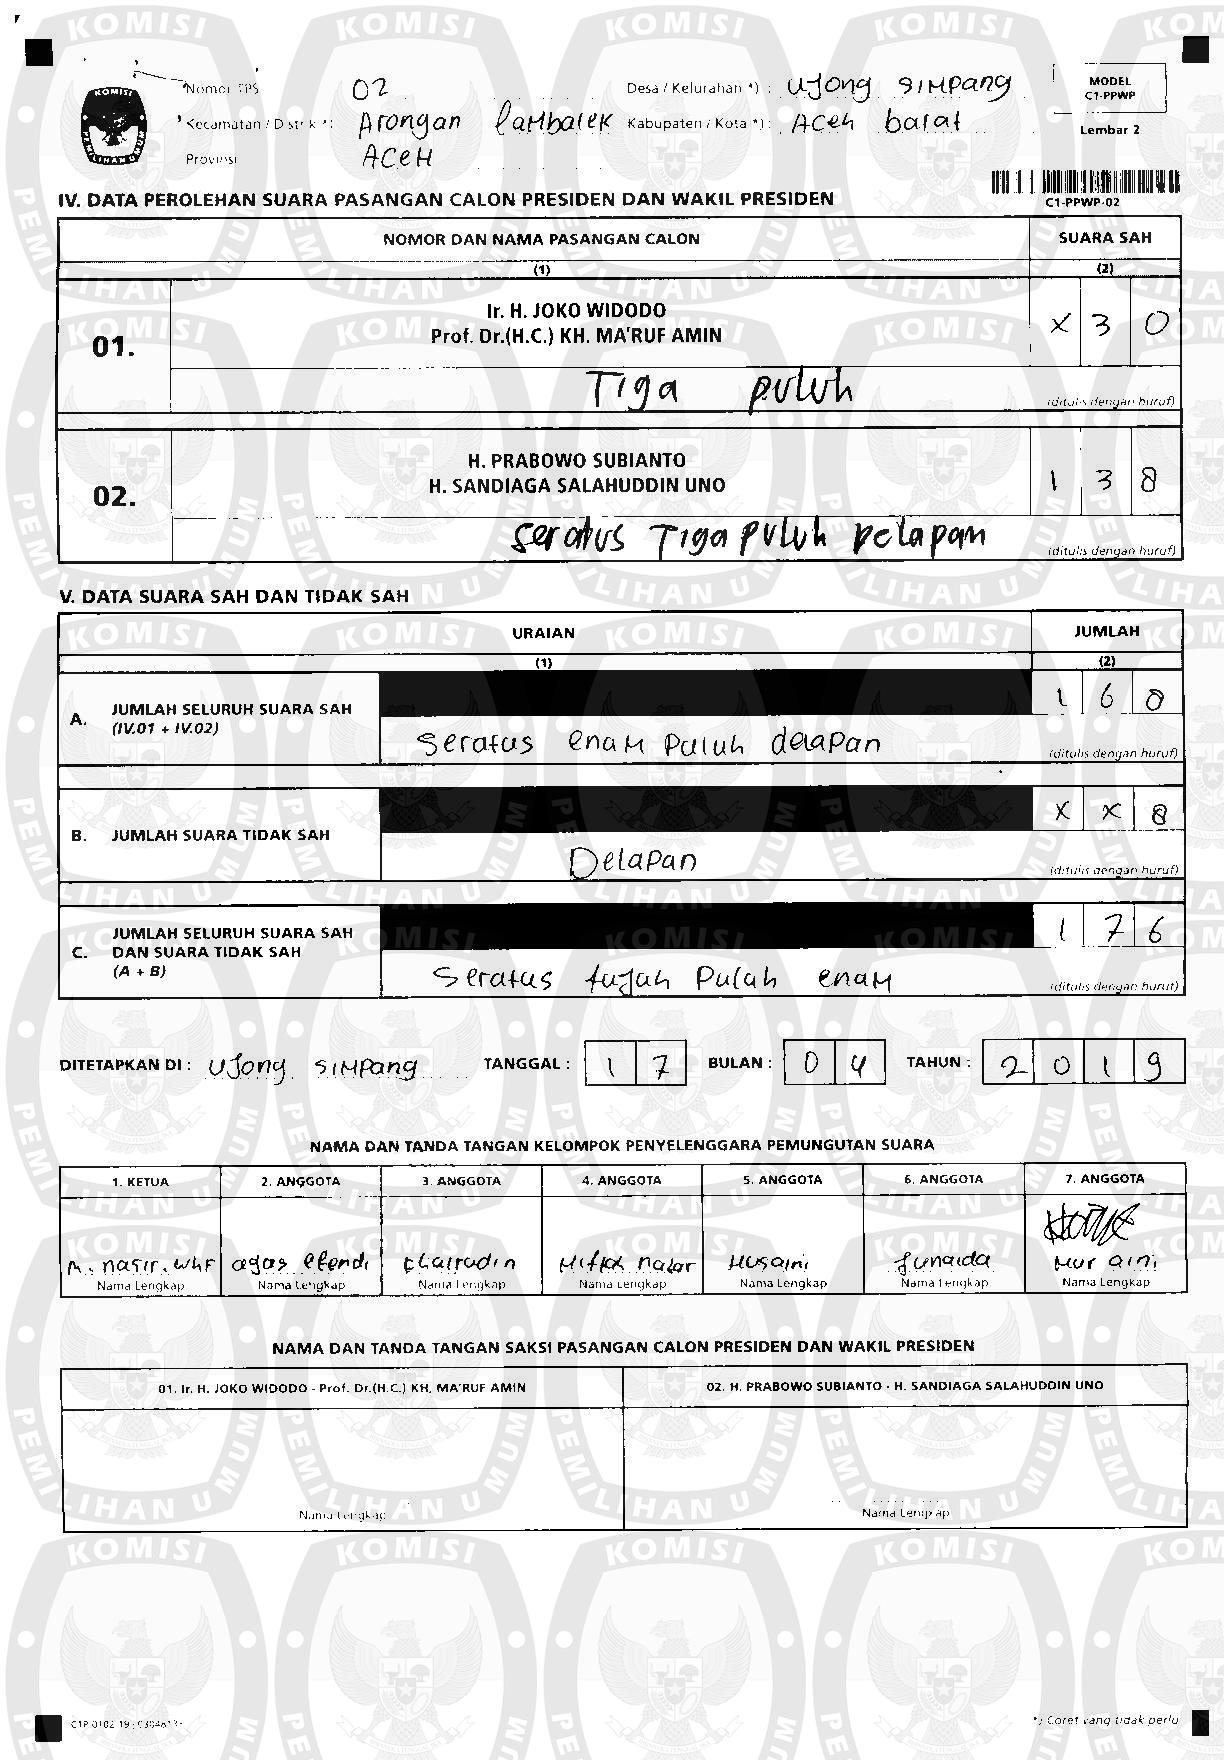 Nomor TPS 02 Desa / Kelurahan *) : Ujong Simpang MODEL C1-PPWP
Kecamatan / Distrik *) : Arongan Lambalek Kabupaten / Kota *) : Aceh barat Lembar 2
Provinsi ACEH
IV. DATA PEROLEHAN SUARA PASANGAN CALON PRESIDEN DAN WAKIL PRESIDEN C1-PPWP-02
NOMOR DAN NAMA PASANGAN CALON SUARA SAH
(1) (2)
01. Ir. H. JOKO WIDODO
Prof. Dr.(H.C.) KH. MA'RUF AMIN X 3 0
Tiga puluh (ditulis dengan huruf)
02. H. PRABOWO SUBIANTO
H. SANDIAGA SALAHUDDIN UNO 1 3 8
seratus Tiga puluh delapan (ditulis dengan huruf)
V. DATA SUARA SAH DAN TIDAK SAH
URAIAN JUMLAH
(1) (2)
A. JUMLAH SELURUH SUARA SAH
(IV.01 + IV.02) 1 6 8
Seratus enam puluh delapan (ditulis dengan huruf)
B. JUMLAH SUARA TIDAK SAH X X 8
Delapan (ditulis dengan huruf)
C. JUMLAH SELURUH SUARA SAH
DAN SUARA TIDAK SAH
(A + B) 1 7 6
Seratus tujuh puluh enam (ditulis dengan huruf)
DITETAPKAN DI : Ujong Simpang TANGGAL : 1 7 BULAN : 0 4 TAHUN : 2 0 1 9
NAMA DAN TANDA TANGAN KELOMPOK PENYELENGGARA PEMUNGUTAN SUARA
1. KETUA 2. ANGGOTA 3. ANGGOTA 4. ANGGOTA 5. ANGGOTA 6. ANGGOTA 7. ANGGOTA
M. nasir. agas efendi Husaini Junaida Nur aini
Nama Lengkap Nama Lengkap Nama Lengkap Nama Lengkap Nama Lengkap Nama Lengkap Nama Lengkap
NAMA DAN TANDA TANGAN SAKSI PASANGAN CALON PRESIDEN DAN WAKIL PRESIDEN
01. Ir. H. JOKO WIDODO - Prof. Dr.(H.C.) KH. MA'RUF AMIN 02. H. PRABOWO SUBIANTO - H. SANDIAGA SALAHUDDIN UNO
Nama Lengkap Nama Lengkap
*) Coret yang tidak perlu